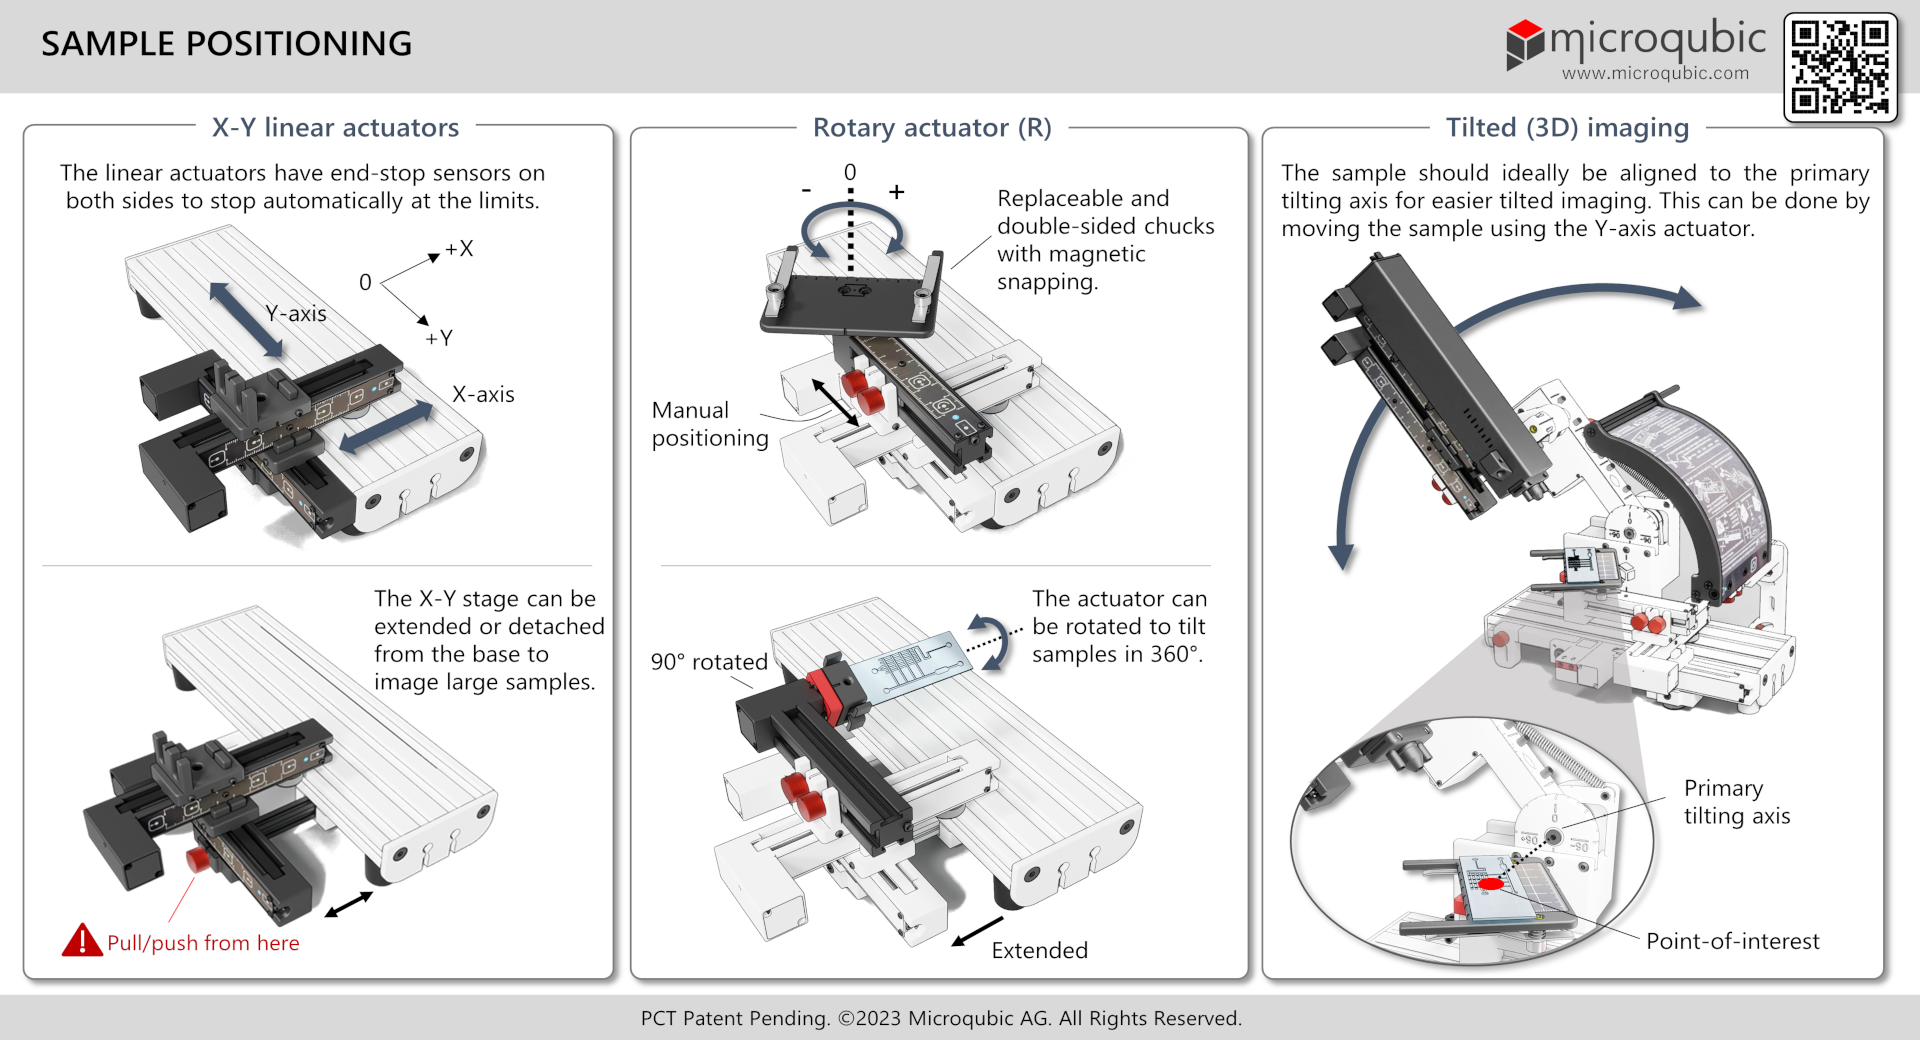 SAMPLE POSITIONING
microqubic
www.microqubic.com
X-Y linear actuators
The linear actuators have end-stop sensors on
both sides to stop automatically at the limits.
+X
0
+Y
Y-axis
X-axis
The X-Y stage can be
extended or detached
from the base to
image large samples.
Pull/push from here
Rotary actuator (R)
0
- +
Replaceable and
double-sided chucks
with magnetic
snapping.
Manual
positioning
The actuator can
be rotated to tilt
samples in 360°.
90° rotated
Extended
Tilted (3D) imaging
The sample should ideally be aligned to the primary
tilting axis for easier tilted imaging. This can be done by
moving the sample using the Y-axis actuator.
Primary
tilting axis
Point-of-interest
PCT Patent Pending. ©2023 Microqubic AG. All Rights Reserved.